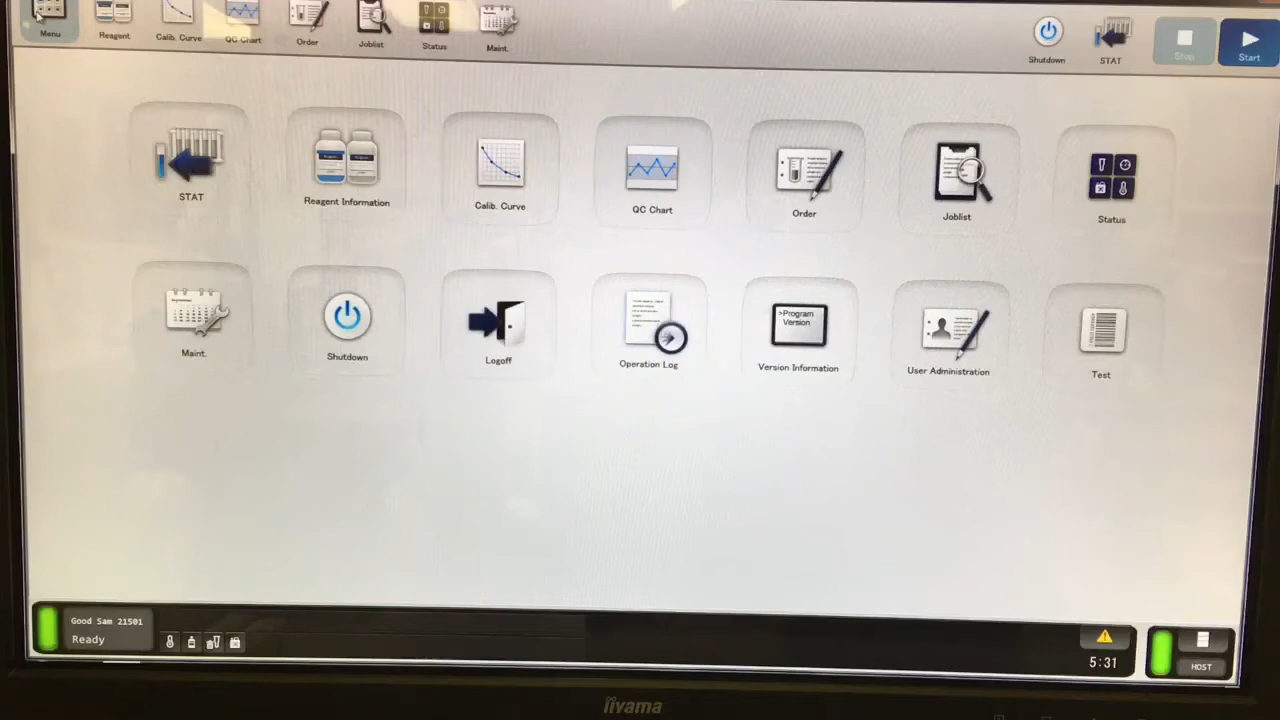 Menu
Reagent
Calib. Curve
QC Chart
Order
Joblist
Status
Maint.
Shutdown
STAT
Stop
Start
STAT
Reagent Information
Calib. Curve
QC Chart
Order
Joblist
Status
Maint.
Shutdown
Logoff
Operation Log
>Program
Version
Version Information
User Administration
Test
Good Sam 21501
Ready
5:31
HOST
iiyama